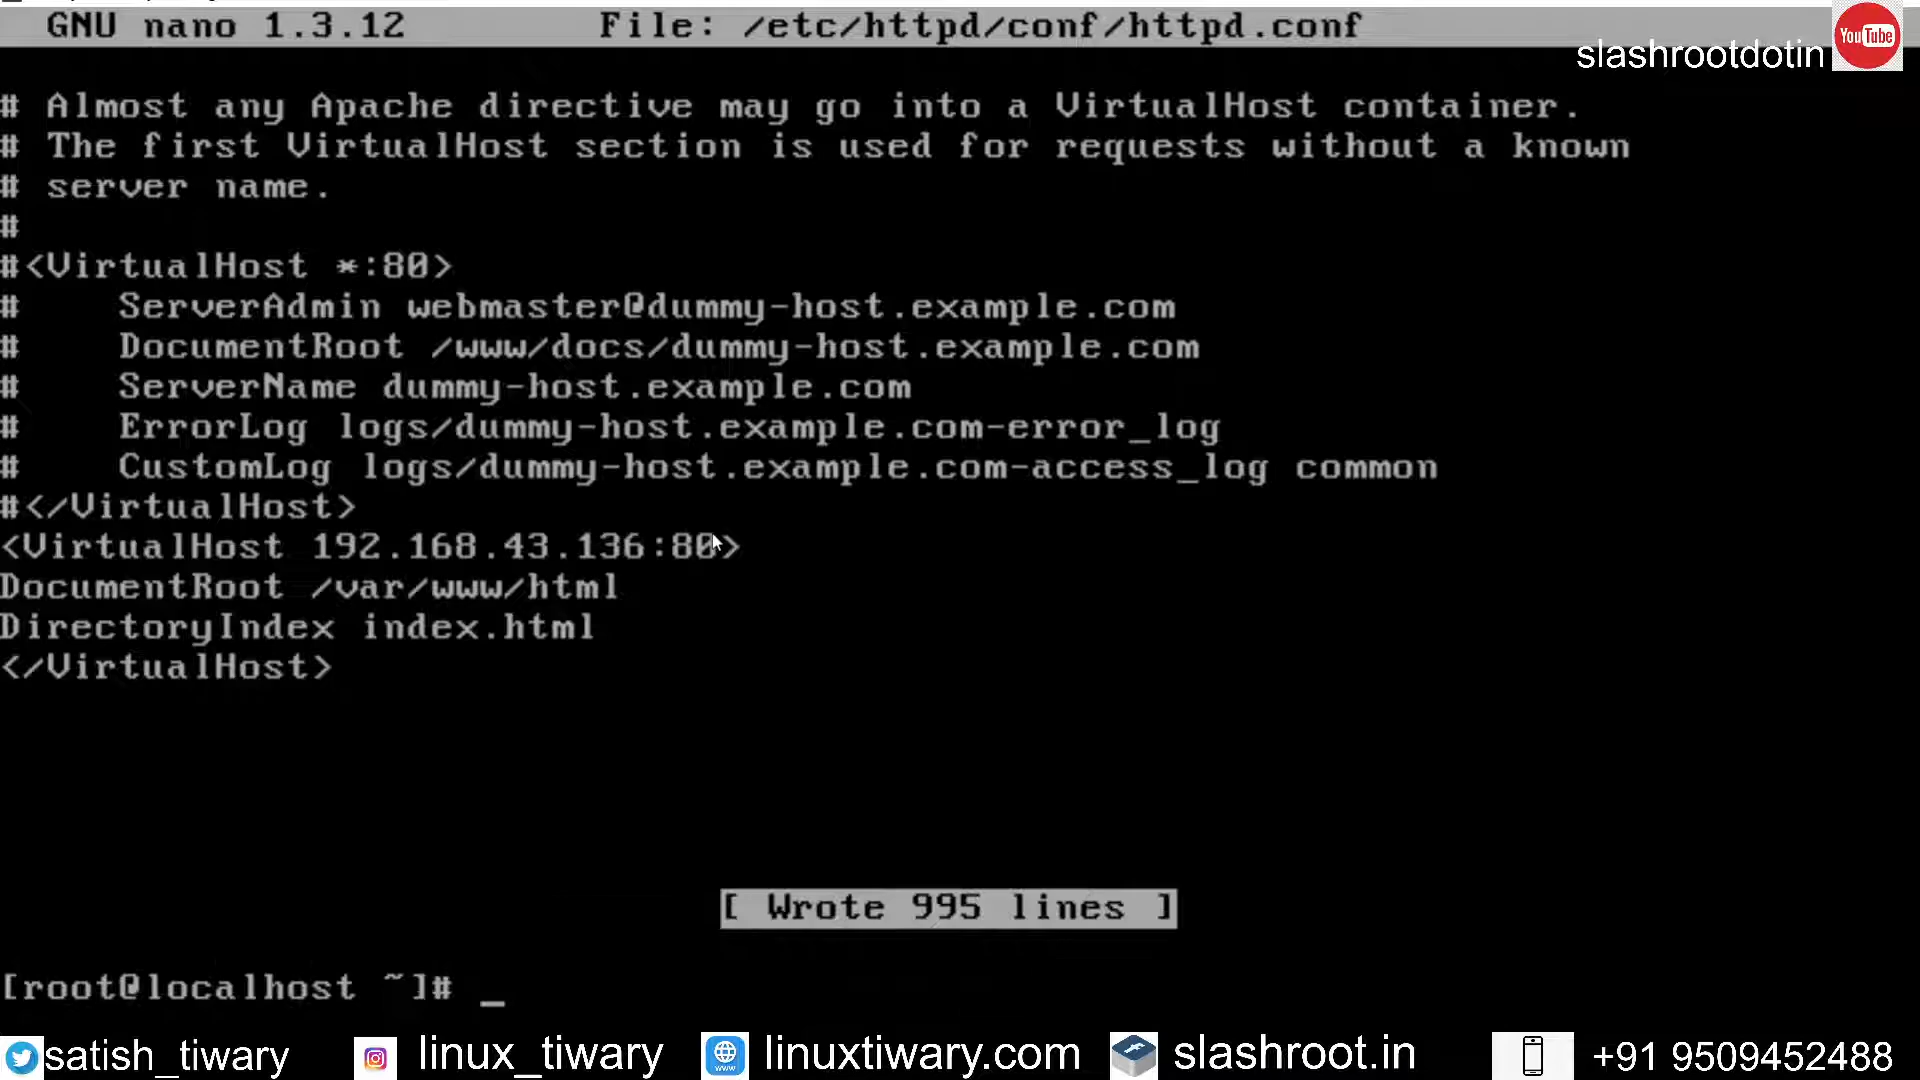 GNU nano 1.3.12 File: /etc/httpd/conf/httpd.conf
YouTube
slashrootdotin
# Almost any Apache directive may go into a VirtualHost container.
# The first VirtualHost section is used for requests without a known
# server name.
#
#<VirtualHost *:80>
# ServerAdmin webmaster@dummy-host.example.com
# DocumentRoot /www/docs/dummy-host.example.com
# ServerName dummy-host.example.com
# ErrorLog logs/dummy-host.example.com-error_log
# CustomLog logs/dummy-host.example.com-access_log common
#</VirtualHost>
<VirtualHost 192.168.43.136:80>
DocumentRoot /var/www/html
DirectoryIndex index.html
</VirtualHost>
[ Wrote 995 lines ]
[root@localhost ~]# _
satish_tiwary linux_tiwary www linuxtiwary.com slashroot.in +91 9509452488